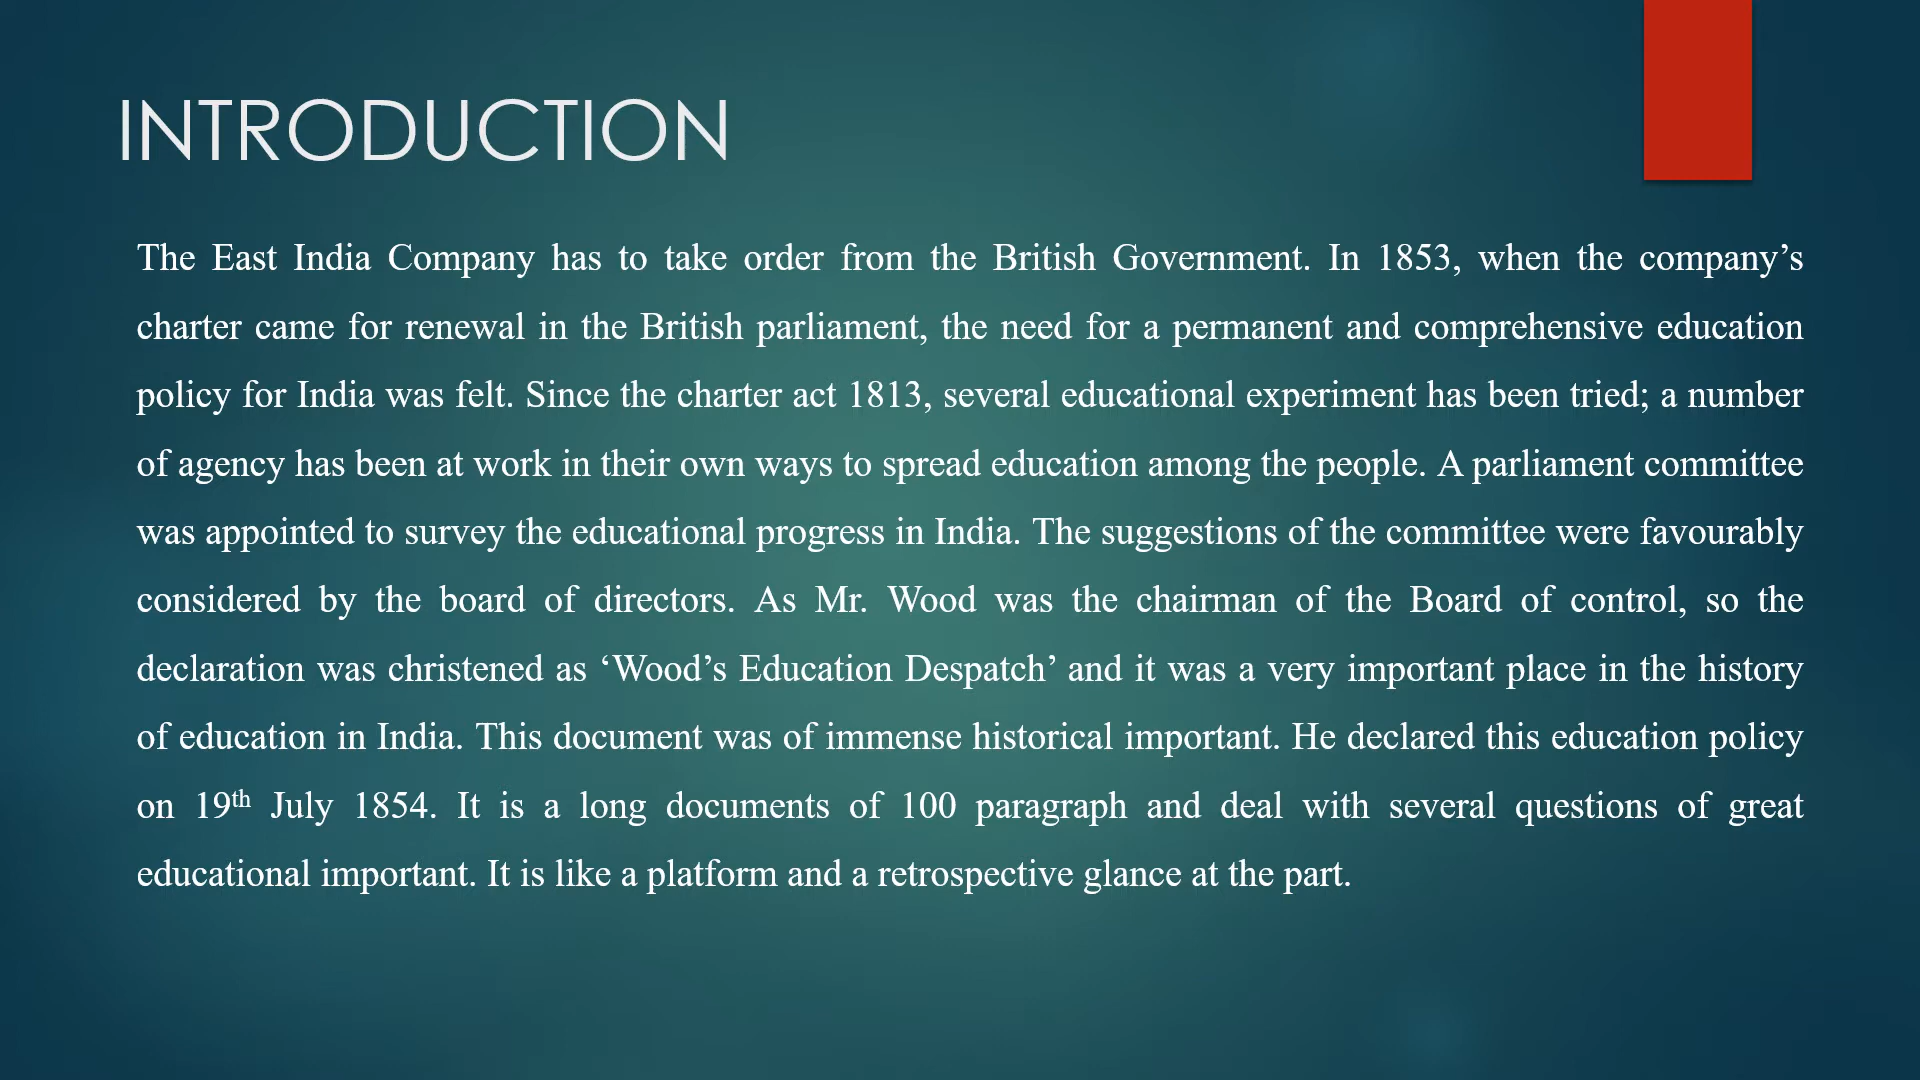 INTRODUCTION
The East India Company has to take order from the British Government. In 1853, when the company’s
charter came for renewal in the British parliament, the need for a permanent and comprehensive education
policy for India was felt. Since the charter act 1813, several educational experiment has been tried; a number
of agency has been at work in their own ways to spread education among the people. A parliament committee
was appointed to survey the educational progress in India. The suggestions of the committee were favourably
considered by the board of directors. As Mr. Wood was the chairman of the Board of control, so the
declaration was christened as ‘Wood’s Education Despatch’ and it was a very important place in the history
of education in India. This document was of immense historical important. He declared this education policy
on 19th July 1854. It is a long documents of 100 paragraph and deal with several questions of great
educational important. It is like a platform and a retrospective glance at the part.